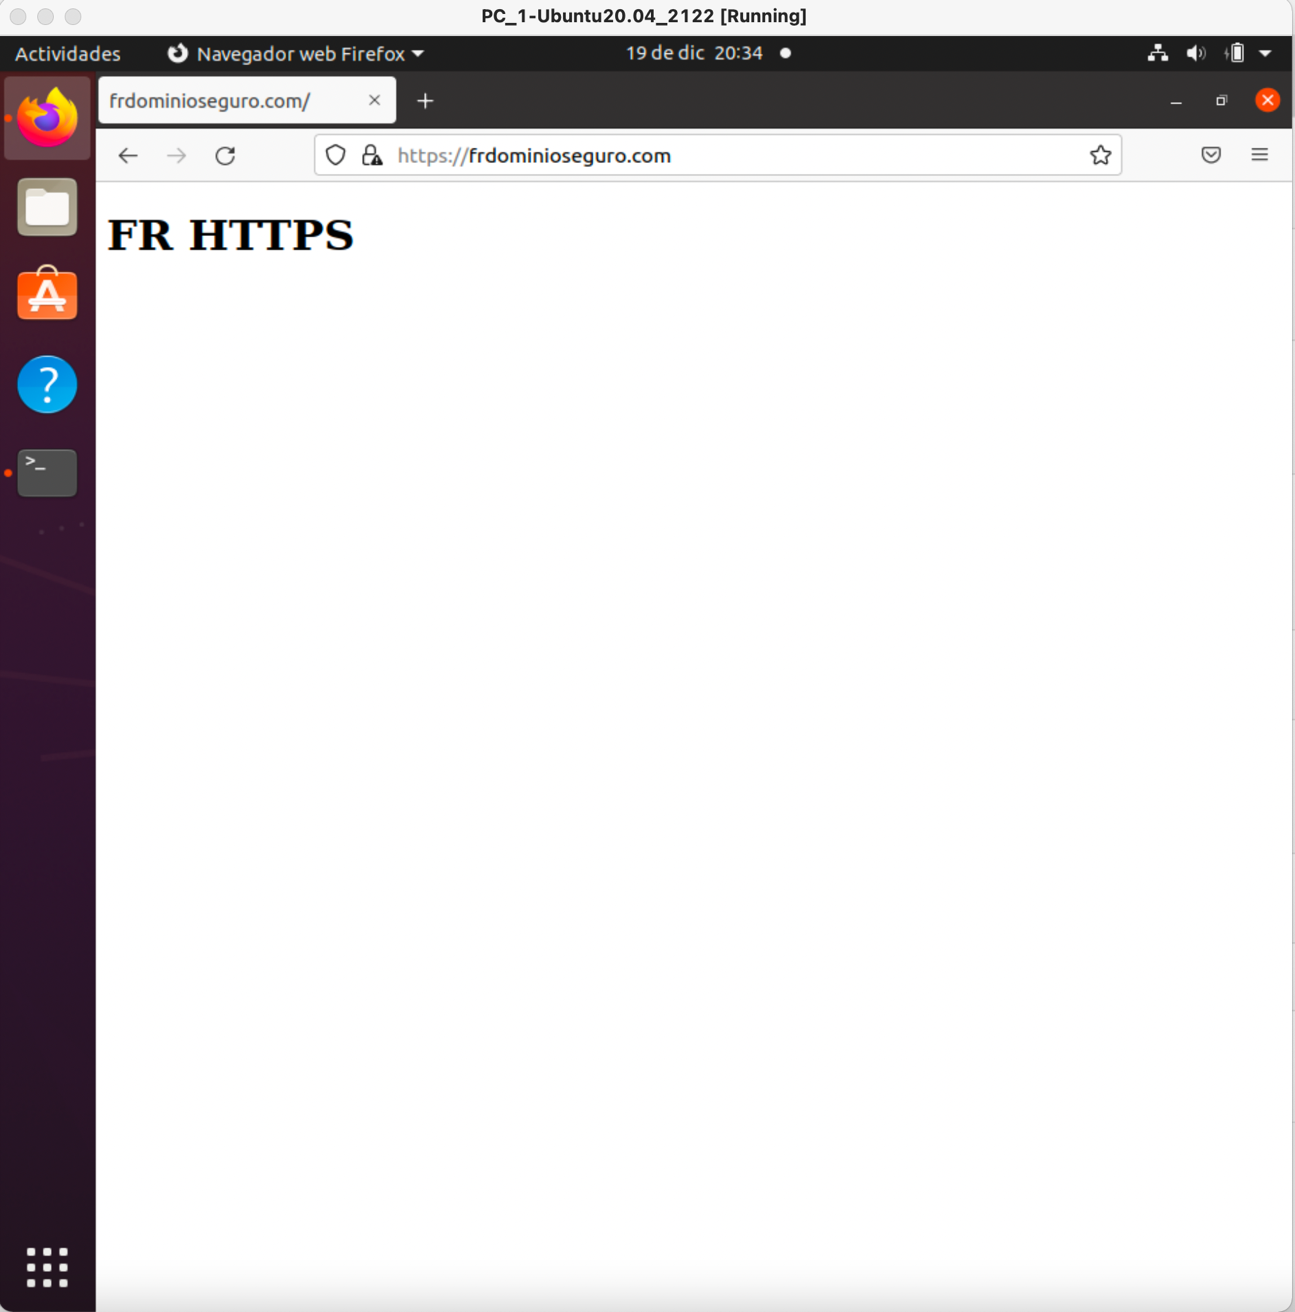 PC_1-Ubuntu20.04_2122 [Running]
Actividades
Navegador web Firefox
19 de dic 20:34
frdominioseguro.com/
https://frdominioseguro.com
FR HTTPS